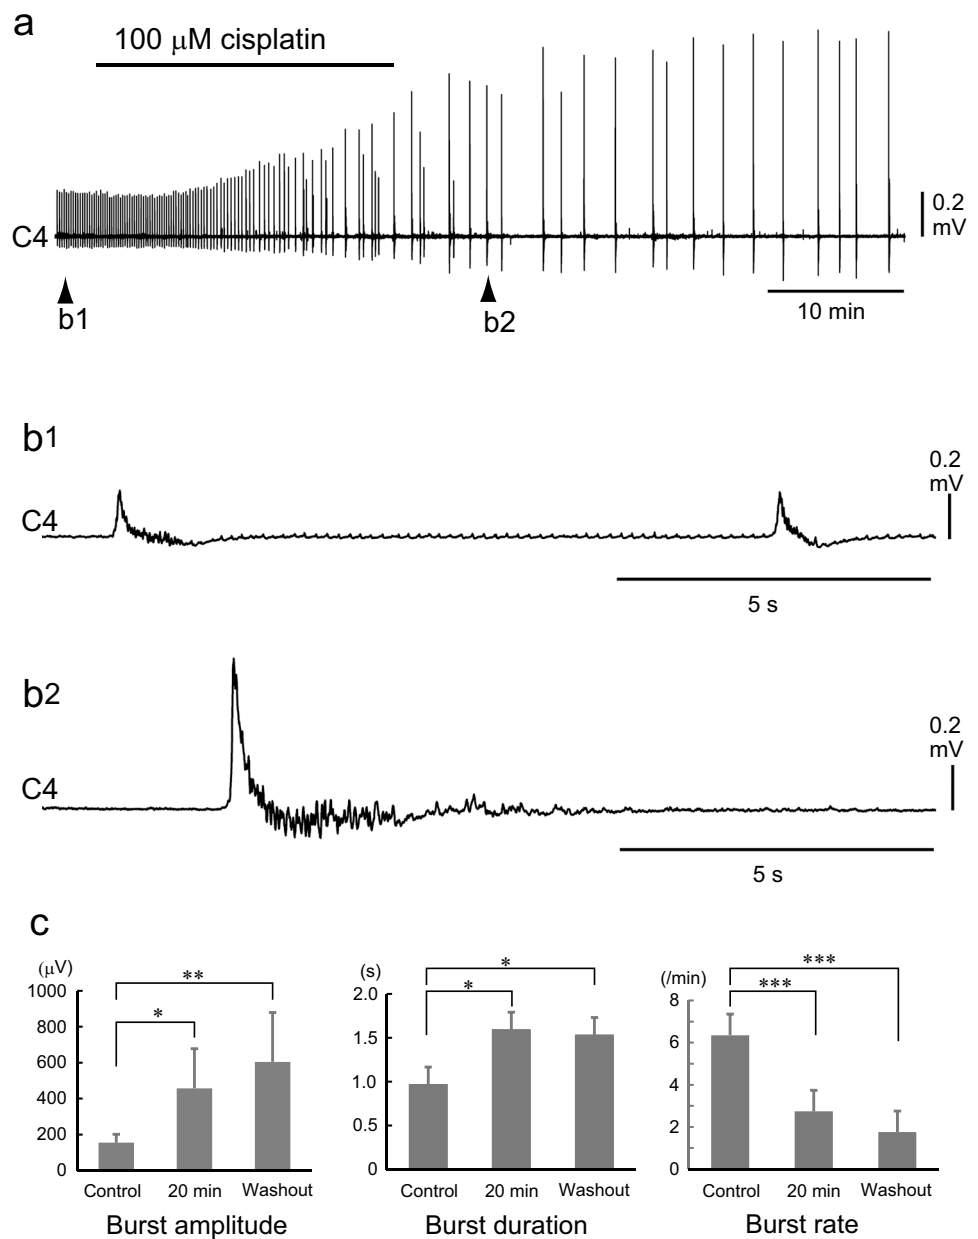 a
100 μM cisplatin
0.2
mV
C4
b1
b2
10 min
b1
0.2
mV
C4
5 s
b2
0.2
mV
C4
5 s
c
(μV)
1000
800
600
400
200
0
*
**
Control 20 min Washout
Burst amplitude
(s)
2.0
1.5
1.0
0.5
0
*
*
Control 20 min Washout
Burst duration
(/min)
8
6
4
2
0
***
***
Control 20 min Washout
Burst rate